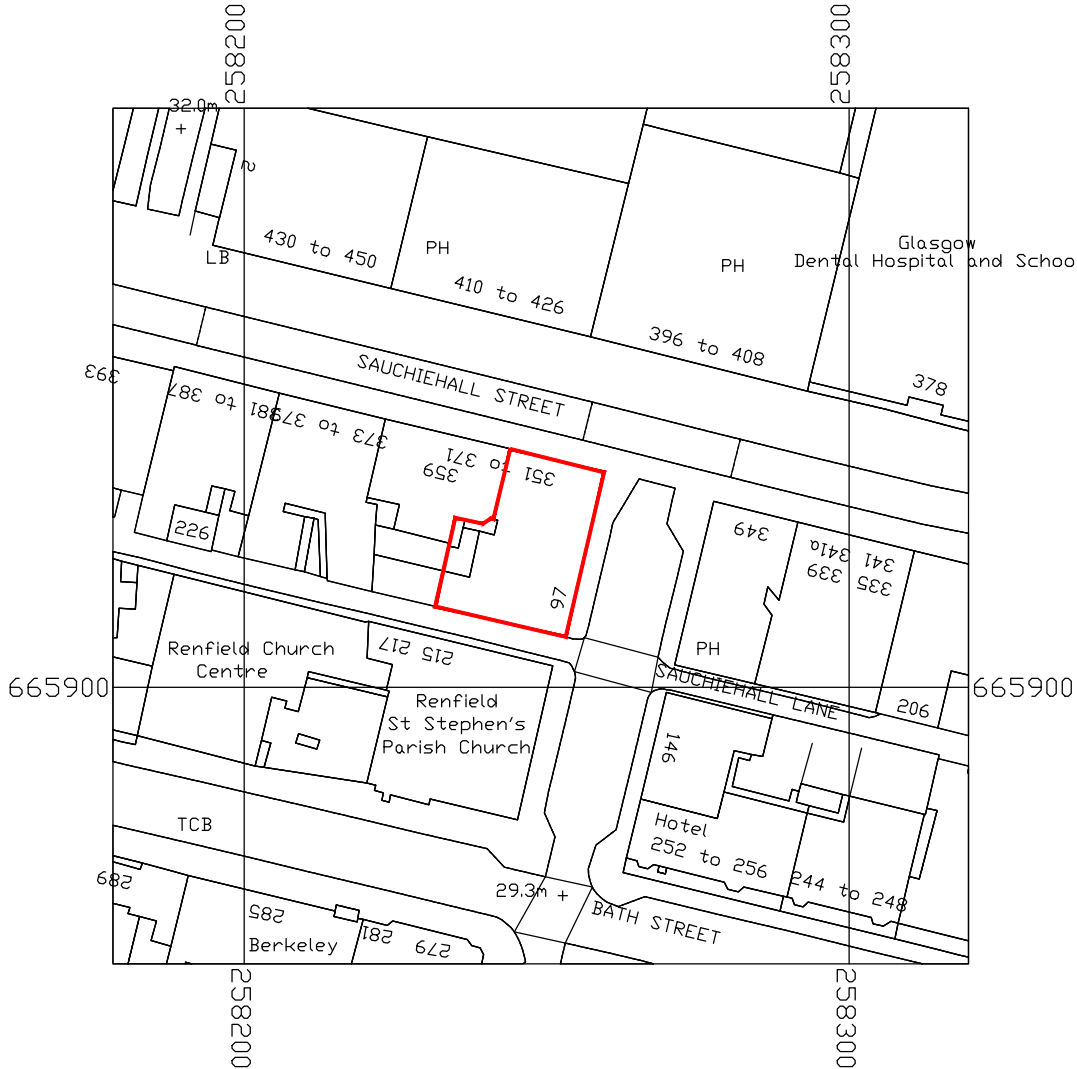 258200
258300
32.0m
2
LB
430 to 450
PH
410 to 426
PH
396 to 408
Glasgow
Dental Hospital and Schoo
378
SAUCHIEHALL STREET
393
381 to 387
373 to 379
359 to 371
351
226
97
349
341a
341
339
335
PH
SAUCHIEHALL LANE
206
217
215
Renfield Church
Centre
665900
665900
Renfield
St Stephen's
Parish Church
146
Hotel
252 to 256
244 to 248
TCB
29.3m
BATH STREET
289
285
Berkeley
281
279
258200
258300